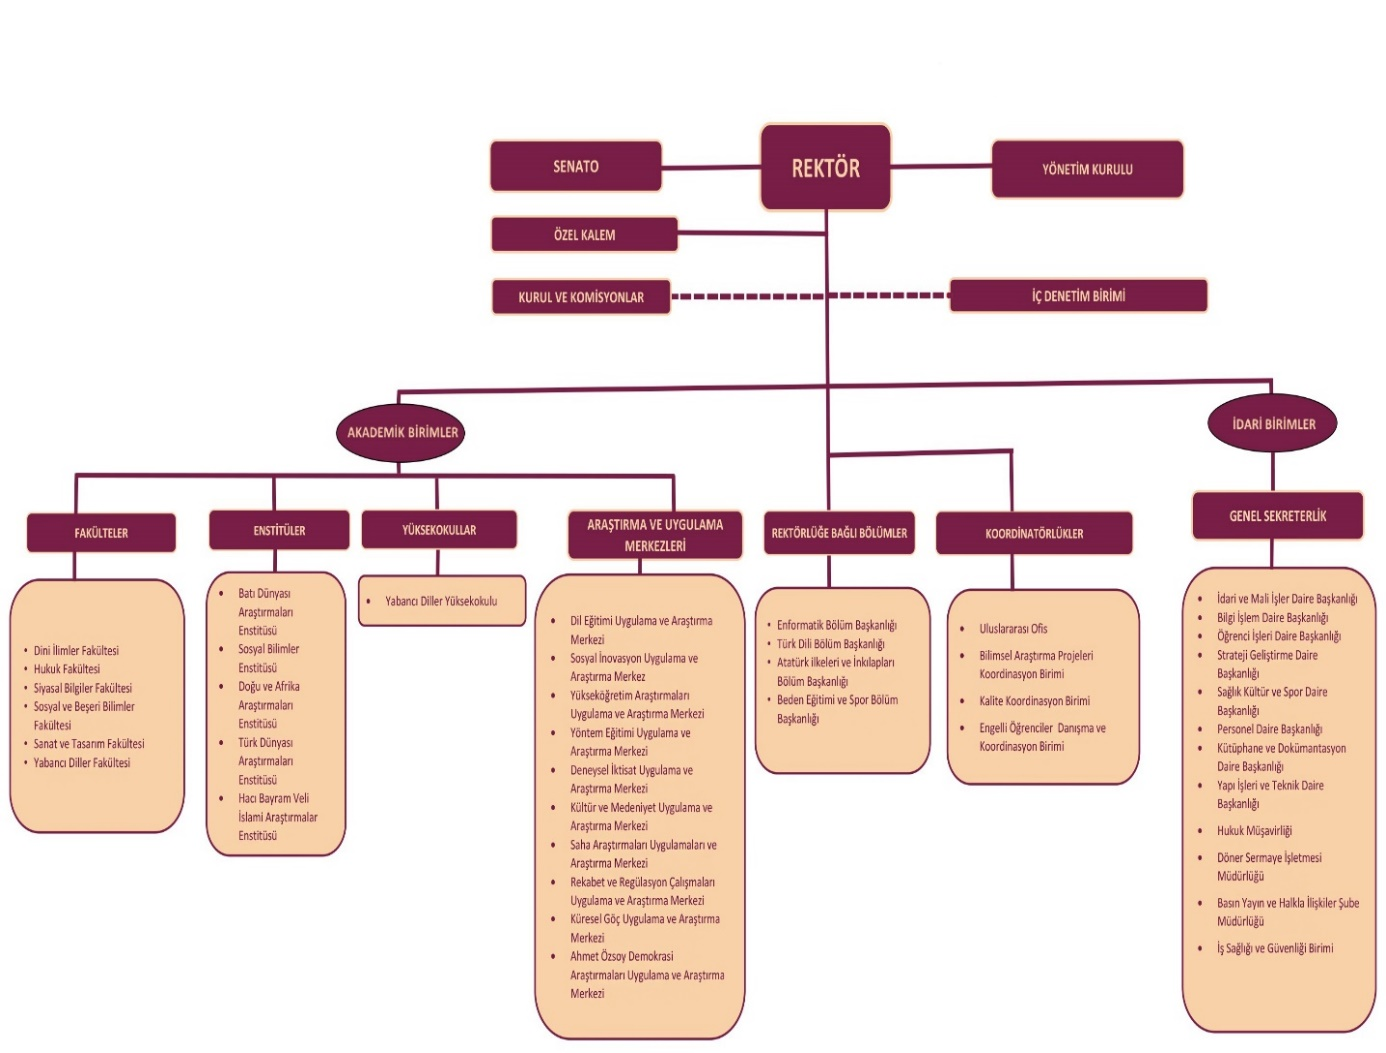 SENATO
REKTÖR
YÖNETİM KURULU
ÖZEL KALEM
KURUL VE KOMİSYONLAR
İÇ DENETİM BİRİMİ
AKADEMİK BİRİMLER
İDARİ BİRİMLER
FAKÜLTELER
• Dini İlimler Fakültesi
• Hukuk Fakültesi
• Siyasal Bilgiler Fakültesi
• Sosyal ve Beşeri Bilimler
Fakültesi
• Sanat ve Tasarım Fakültesi
• Yabancı Diller Fakültesi
ENSTİTÜLER
• Batı Dünyası
Araştırmaları
Enstitüsü
• Sosyal Bilimler
Enstitüsü
• Doğu ve Afrika
Araştırmaları
Enstitüsü
• Türk Dünyası
Araştırmaları
Enstitüsü
• Hacı Bayram Veli
İslami Araştırmalar
Enstitüsü
YÜKSEKOKULLAR
• Yabancı Diller Yüksekokulu
ARAŞTIRMA VE UYGULAMA
MERKEZLERİ
• Dil Eğitimi Uygulama ve Araştırma
Merkezi
• Sosyal İnovasyon Uygulama ve
Araştırma Merkez
• Yükseköğretim Araştırmaları
Uygulama ve Araştırma Merkezi
• Yöntem Eğitimi Uygulama ve
Araştırma Merkezi
• Deneysel İktisat Uygulama ve
Araştırma Merkezi
• Kültür ve Medeniyet Uygulama ve
Araştırma Merkezi
• Saha Araştırmaları Uygulamaları ve
Araştırma Merkezi
• Rekabet ve Regülasyon Çalışmaları
Uygulama ve Araştırma Merkezi
• Küresel Göç Uygulama ve Araştırma
Merkezi
• Ahmet Özsoy Demokrasi
Araştırmaları Uygulama ve Araştırma
Merkezi
REKTÖRLÜĞE BAĞLI BÖLÜMLER
• Enformatik Bölüm Başkanlığı
• Türk Dili Bölüm Başkanlığı
• Atatürk ilkeleri ve İnkılapları
Bölüm Başkanlığı
• Beden Eğitimi ve Spor Bölüm
Başkanlığı
KOORDİNATÖRLÜKLER
• Uluslararası Ofis
• Bilimsel Araştırma Projeleri
Koordinasyon Birimi
• Kalite Koordinasyon Birimi
• Engelli Öğrenciler Danışma ve
Koordinasyon Birimi
GENEL SEKRETERLİK
• İdari ve Mali İşler Daire Başkanlığı
• Bilgi İşlem Daire Başkanlığı
• Öğrenci İşleri Daire Başkanlığı
• Strateji Geliştirme Daire
Başkanlığı
• Sağlık Kültür ve Spor Daire
Başkanlığı
• Personel Daire Başkanlığı
• Kütüphane ve Dokümantasyon
Daire Başkanlığı
• Yapı İşleri ve Teknik Daire
Başkanlığı
• Hukuk Müşavirliği
• Döner Sermaye İşletmesi
Müdürlüğü
• Basın Yayın ve Halkla İlişkiler Şube
Müdürlüğü
• İş Sağlığı ve Güvenliği Birimi